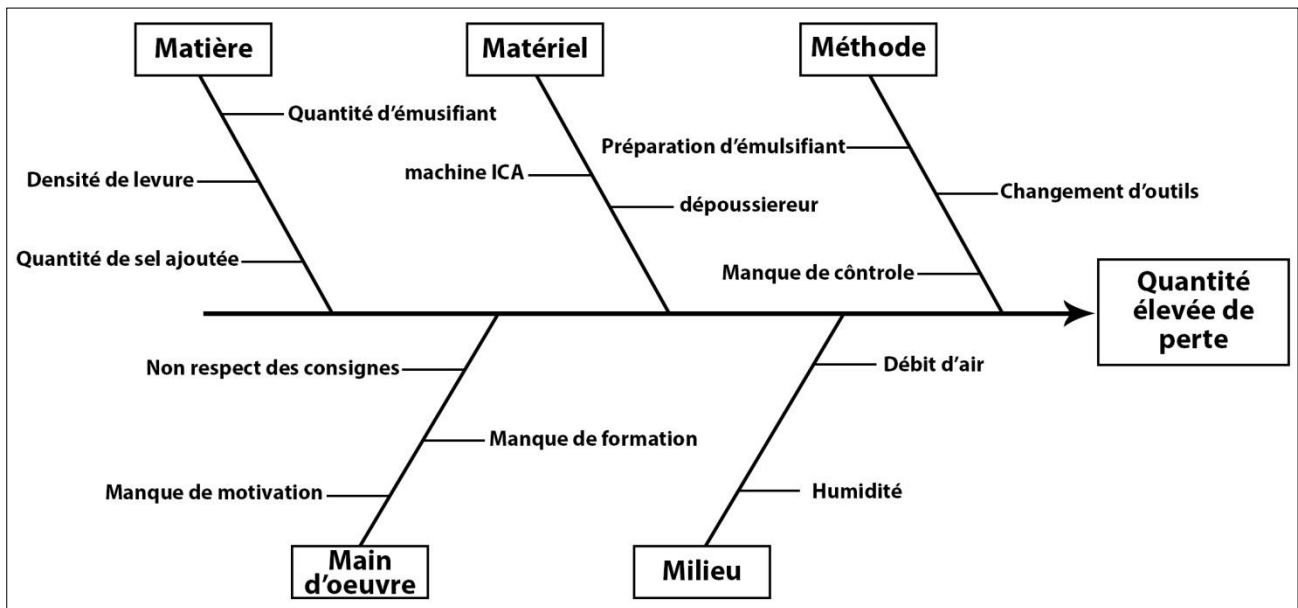 Matière
Matériel
Méthode
Quantité d’émusifiant
Préparation d’émulsifiant
machine ICA
Densité de levure
Changement d’outils
dépoussiereur
Quantité de sel ajoutée
Manque de côntrole
Quantité
élevée de
perte
Non respect des consignes
Débit d’air
Manque de formation
Manque de motivation
Humidité
Main
d’oeuvre
Milieu